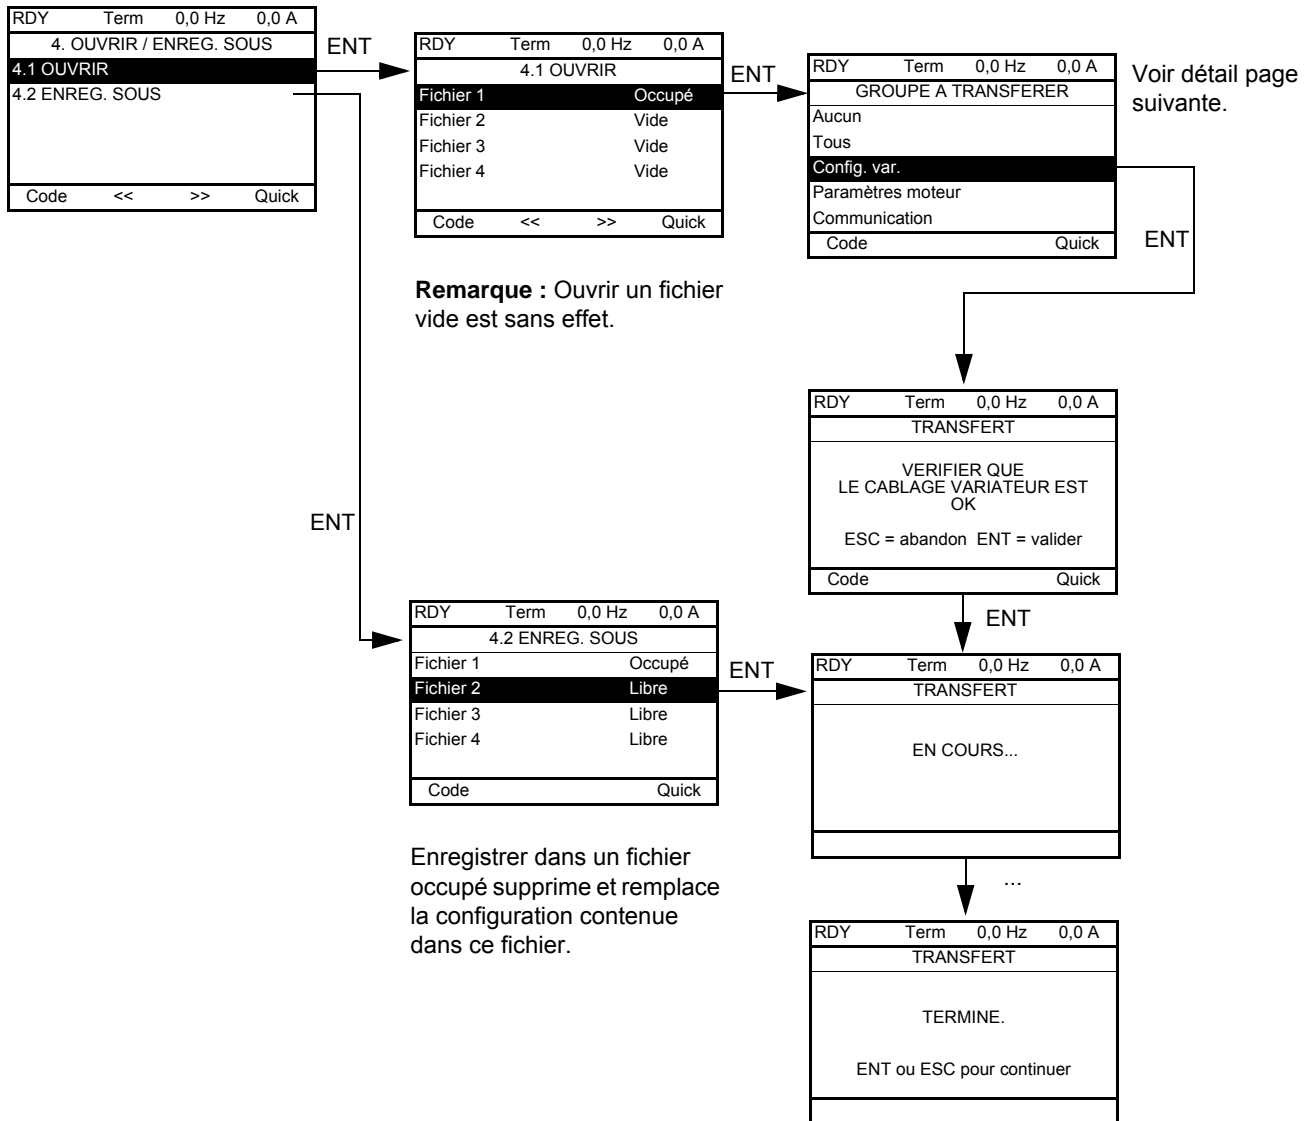 RDY Term 0,0 Hz 0,0 A
4. OUVRIR / ENREG. SOUS
4.1 OUVRIR
4.2 ENREG. SOUS
Code << >> Quick
ENT
RDY Term 0,0 Hz 0,0 A
4.1 OUVRIR
Fichier 1 Occupé
Fichier 2 Vide
Fichier 3 Vide
Fichier 4 Vide
Code << >> Quick
Remarque : Ouvrir un fichier
vide est sans effet.
ENT
RDY Term 0,0 Hz 0,0 A
GROUPE A TRANSFERER
Aucun
Tous
Config. var.
Paramètres moteur
Communication
Code Quick
Voir détail page
suivante.
ENT
RDY Term 0,0 Hz 0,0 A
TRANSFERT
VERIFIER QUE
LE CABLAGE VARIATEUR EST
OK
ESC = abandon ENT = valider
Code Quick
ENT
ENT
RDY Term 0,0 Hz 0,0 A
4.2 ENREG. SOUS
Fichier 1 Occupé
Fichier 2 Libre
Fichier 3 Libre
Fichier 4 Libre
Code Quick
Enregistrer dans un fichier
occupé supprime et remplace
la configuration contenue
dans ce fichier.
ENT
RDY Term 0,0 Hz 0,0 A
TRANSFERT
EN COURS...
...
RDY Term 0,0 Hz 0,0 A
TRANSFERT
TERMINE.
ENT ou ESC pour continuer